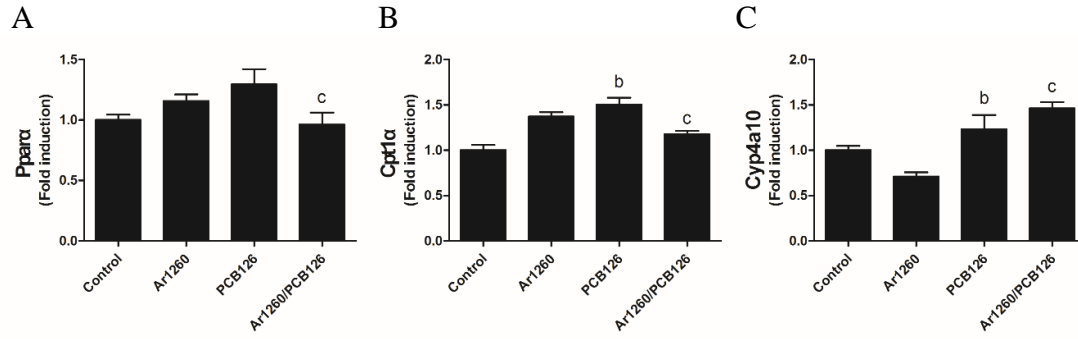 A
Pparα
(Fold induction)
1.5
1.0
0.5
0.0
c
Control
Ar1260
PCB126
Ar1260/PCB126
B
Cpt1α
(Fold induction)
2.0
1.5
1.0
0.5
0.0
b
c
Control
Ar1260
PCB126
Ar1260/PCB126
C
Cyp4a10
(Fold induction)
2.0
1.5
1.0
0.5
0.0
b
c
Control
Ar1260
PCB126
Ar1260/PCB126